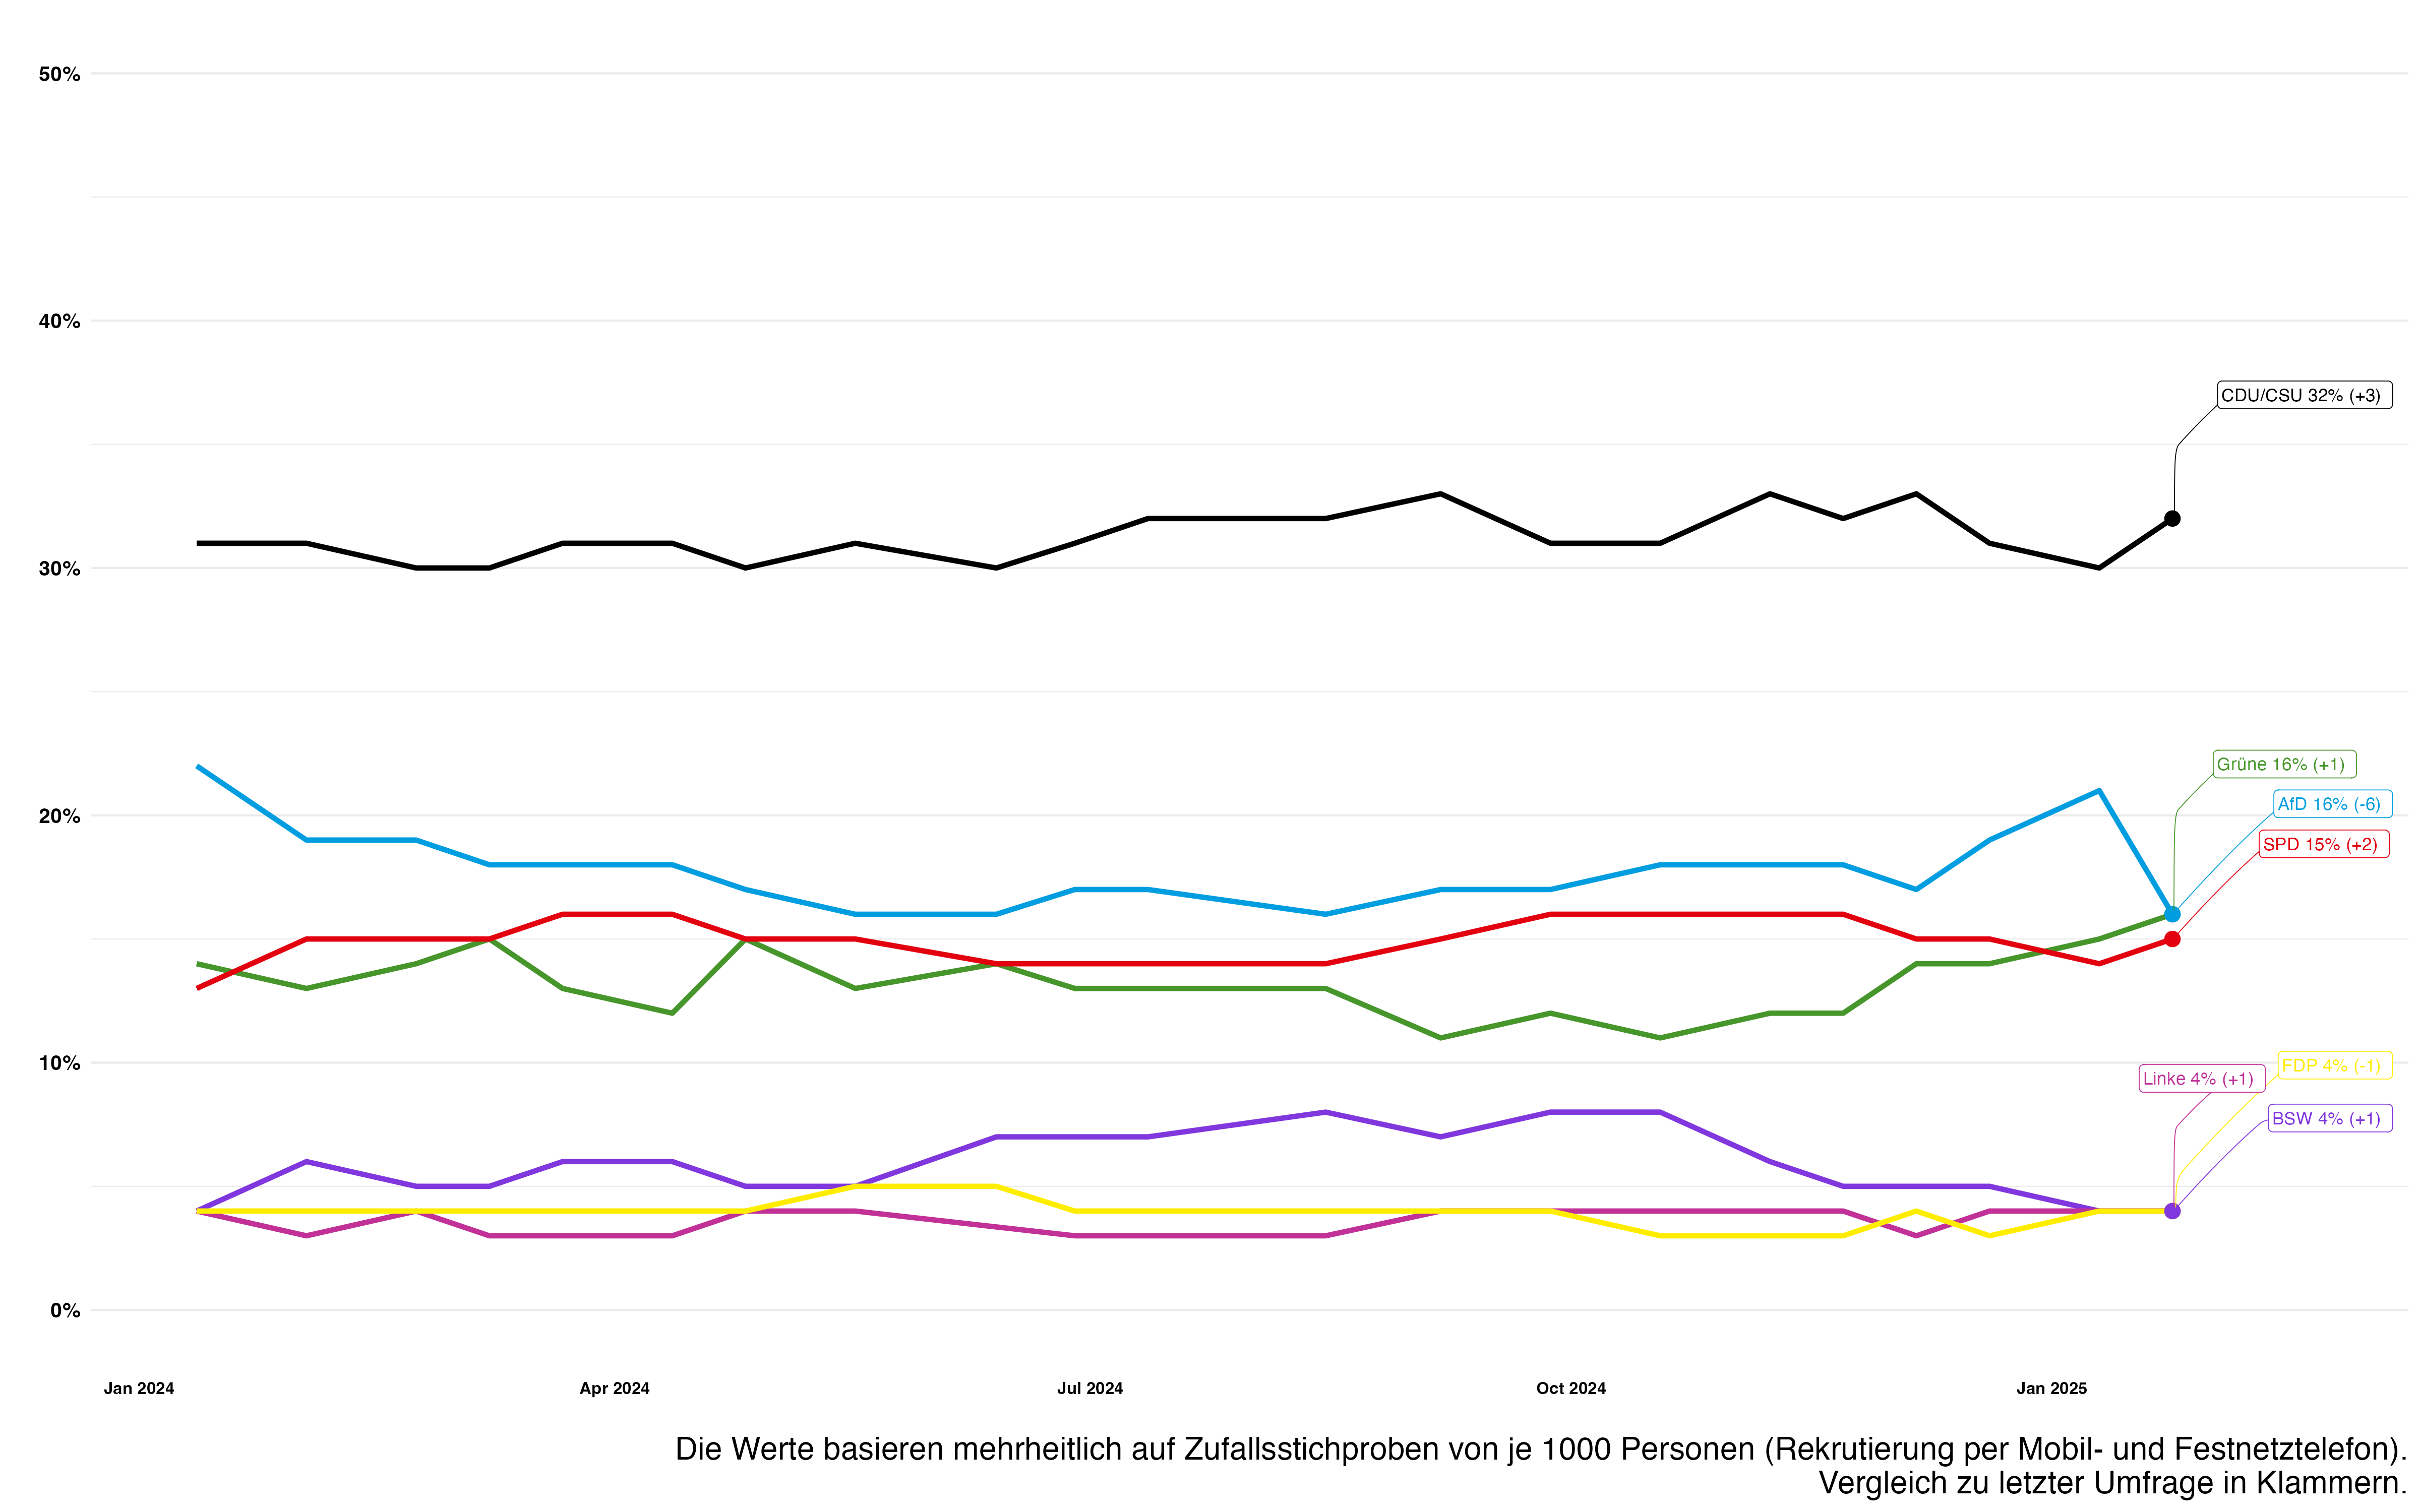 50%
40%
CDU/CSU 32% (+3)
30%
Grüne 16% (+1)
AfD 16% (-6)
20%
SPD 15% (+2)
10%
FDP 4% (-1)
Linke 4% (+1)
BSW 4% (+1)
0%
Jan 2024 Apr 2024 Jul 2024 Oct 2024 Jan 2025
Die Werte basieren mehrheitlich auf Zufallsstichproben von je 1000 Personen (Rekrutierung per Mobil- und Festnetztelefon).
Vergleich zu letzter Umfrage in Klammern.